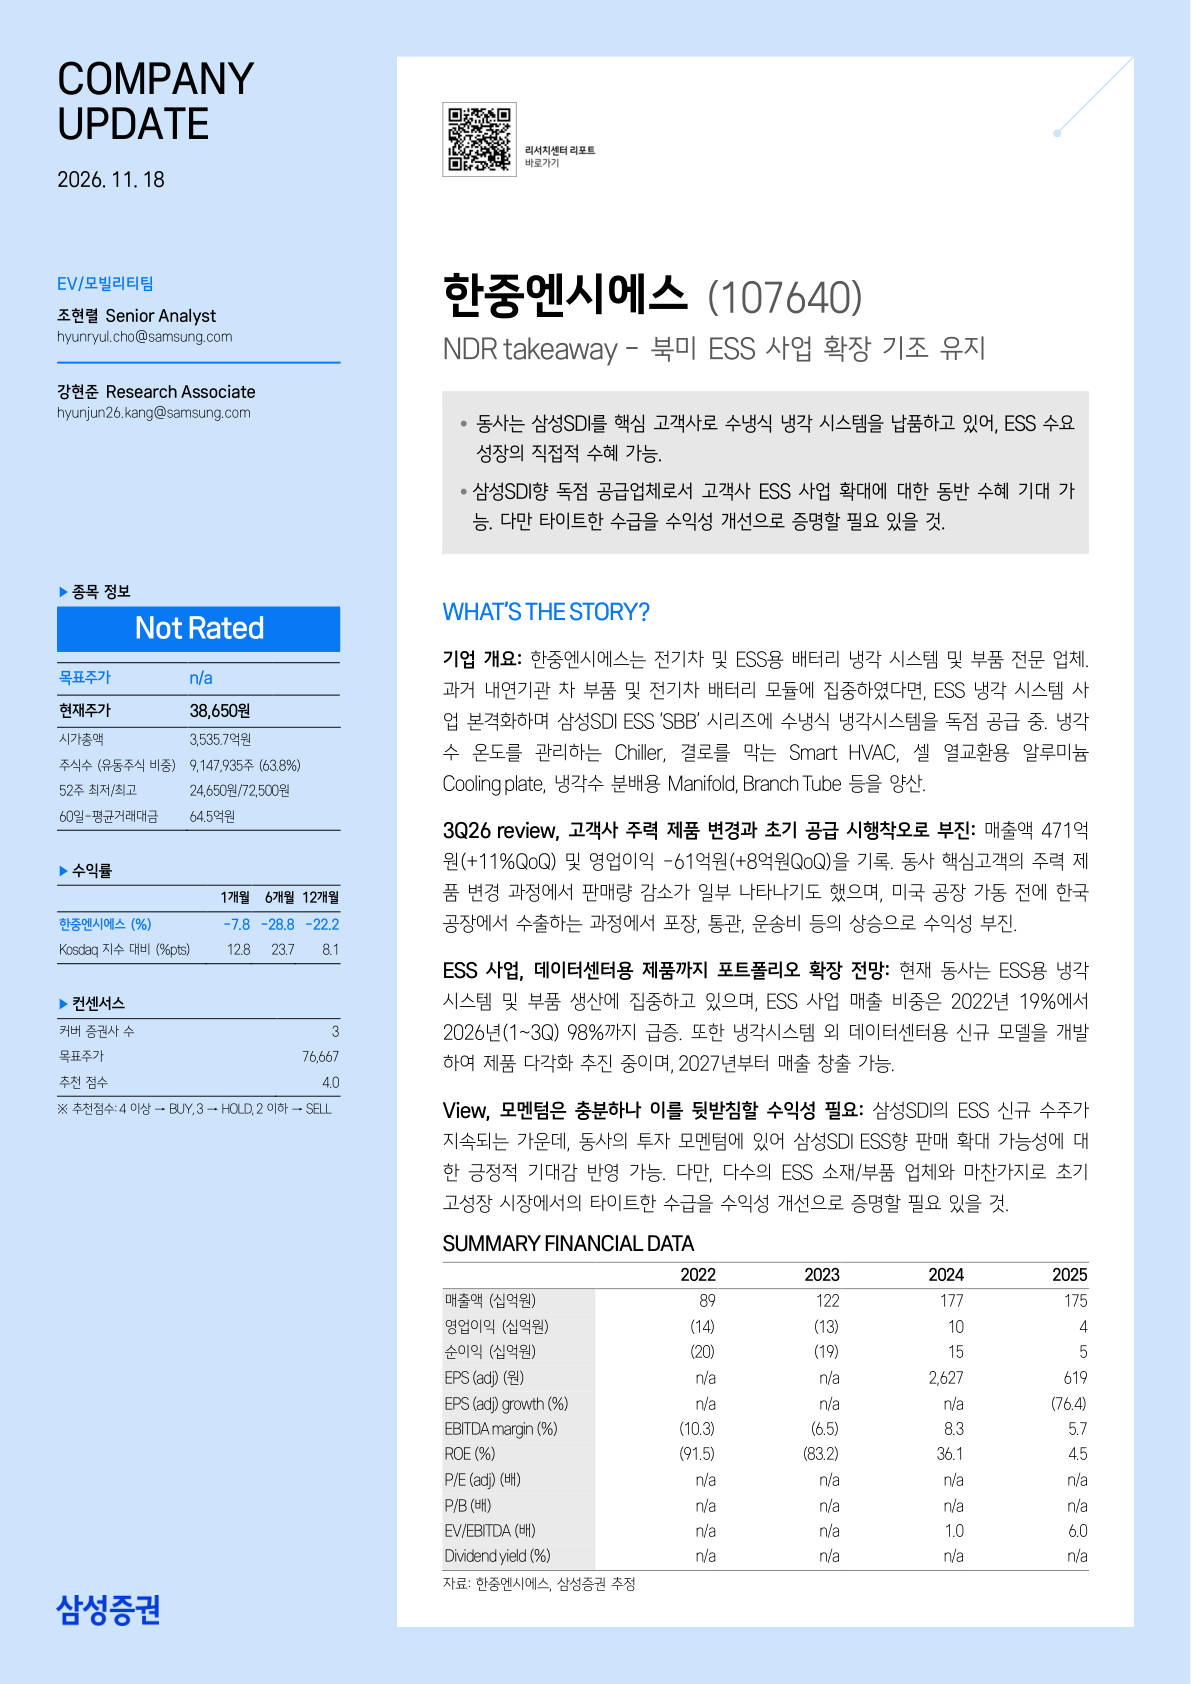 COMPANY
UPDATE
2026. 11. 18
EV/모빌리티팀
조현렬 Senior Analyst
hyunryul.cho@samsung.com
강현준 Research Associate
hyunjun26.kang@samsung.com
▶ 종목 정보
Not Rated
목표주가 n/a
현재주가 38,650원
시가총액 3,535.7억원
주식수 (유동주식 비중) 9,147,935주 (63.8%)
52주 최저/최고 24,650원/72,500원
60일-평균거래대금 64.5억원
▶ 수익률
1개월 6개월 12개월
한중엔시에스 (%) -7.8 -28.8 -22.2
Kosdaq 지수 대비 (%pts) 12.8 23.7 8.1
▶ 컨센서스
커버 증권사 수 3
목표주가 76,667
추천 점수 4.0
※ 추천점수: 4 이상 → BUY, 3 → HOLD, 2 이하 → SELL
삼성증권
리서치센터 리포트
바로가기
한중엔시에스 (107640)
NDR takeaway - 북미 ESS 사업 확장 기조 유지
• 동사는 삼성SDI를 핵심 고객사로 수냉식 냉각 시스템을 납품하고 있어, ESS 수요
성장의 직접적 수혜 가능.
• 삼성SDI향 독점 공급업체로서 고객사 ESS 사업 확대에 대한 동반 수혜 기대 가
능. 다만 타이트한 수급을 수익성 개선으로 증명할 필요 있을 것.
WHAT'S THE STORY?
기업 개요: 한중엔시에스는 전기차 및 ESS용 배터리 냉각 시스템 및 부품 전문 업체.
과거 내연기관 차 부품 및 전기차 배터리 모듈에 집중하였다면, ESS 냉각 시스템 사
업 본격화하며 삼성SDI ESS 'SBB' 시리즈에 수냉식 냉각시스템을 독점 공급 중. 냉각
수 온도를 관리하는 Chiller, 결로를 막는 Smart HVAC, 셀 열교환용 알루미늄
Cooling plate, 냉각수 분배용 Manifold, Branch Tube 등을 양산.
3Q26 review, 고객사 주력 제품 변경과 초기 공급 시행착오로 부진: 매출액 471억
원(+11%QoQ) 및 영업이익 -61억원(+8억원QoQ)을 기록. 동사 핵심고객의 주력 제
품 변경 과정에서 판매량 감소가 일부 나타나기도 했으며, 미국 공장 가동 전에 한국
공장에서 수출하는 과정에서 포장, 통관, 운송비 등의 상승으로 수익성 부진.
ESS 사업, 데이터센터용 제품까지 포트폴리오 확장 전망: 현재 동사는 ESS용 냉각
시스템 및 부품 생산에 집중하고 있으며, ESS 사업 매출 비중은 2022년 19%에서
2026년(1~3Q) 98%까지 급증. 또한 냉각시스템 외 데이터센터용 신규 모델을 개발
하여 제품 다각화 추진 중이며, 2027년부터 매출 창출 가능.
View, 모멘텀은 충분하나 이를 뒷받침할 수익성 필요: 삼성SDI의 ESS 신규 수주가
지속되는 가운데, 동사의 투자 모멘텀에 있어 삼성SDI ESS향 판매 확대 가능성에 대
한 긍정적 기대감 반영 가능. 다만, 다수의 ESS 소재/부품 업체와 마찬가지로 초기
고성장 시장에서의 타이트한 수급을 수익성 개선으로 증명할 필요 있을 것.
SUMMARY FINANCIAL DATA
2022 2023 2024 2025
매출액 (십억원) 89 122 177 175
영업이익 (십억원) (14) (13) 10 4
순이익 (십억원) (20) (19) 15 5
EPS (adj) (원) n/a n/a 2,627 619
EPS (adj) growth (%) n/a n/a n/a (76.4)
EBITDA margin (%) (10.3) (6.5) 8.3 5.7
ROE (%) (91.5) (83.2) 36.1 4.5
P/E (adj) (배) n/a n/a n/a n/a
P/B (배) n/a n/a n/a n/a
EV/EBITDA (배) n/a n/a 1.0 6.0
Dividend yield (%) n/a n/a n/a n/a
자료: 한중엔시에스, 삼성증권 추정